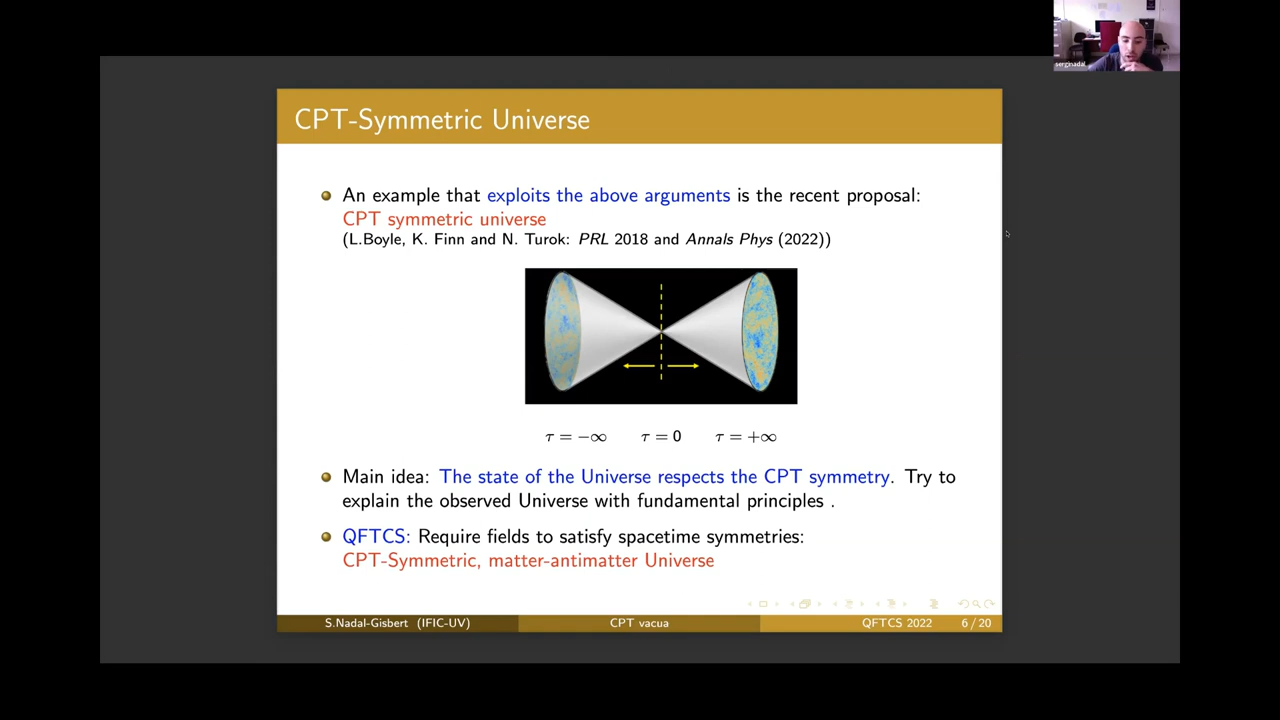 serginadal
CPT-Symmetric Universe
An example that exploits the above arguments is the recent proposal:
CPT symmetric universe
(L.Boyle, K. Finn and N. Turok: PRL 2018 and Annals Phys (2022))
τ = −∞ τ = 0 τ = +∞
Main idea: The state of the Universe respects the CPT symmetry. Try to
explain the observed Universe with fundamental principles .
QFTCS: Require fields to satisfy spacetime symmetries:
CPT-Symmetric, matter-antimatter Universe
S.Nadal-Gisbert (IFIC-UV) CPT vacua QFTCS 2022 6 / 20